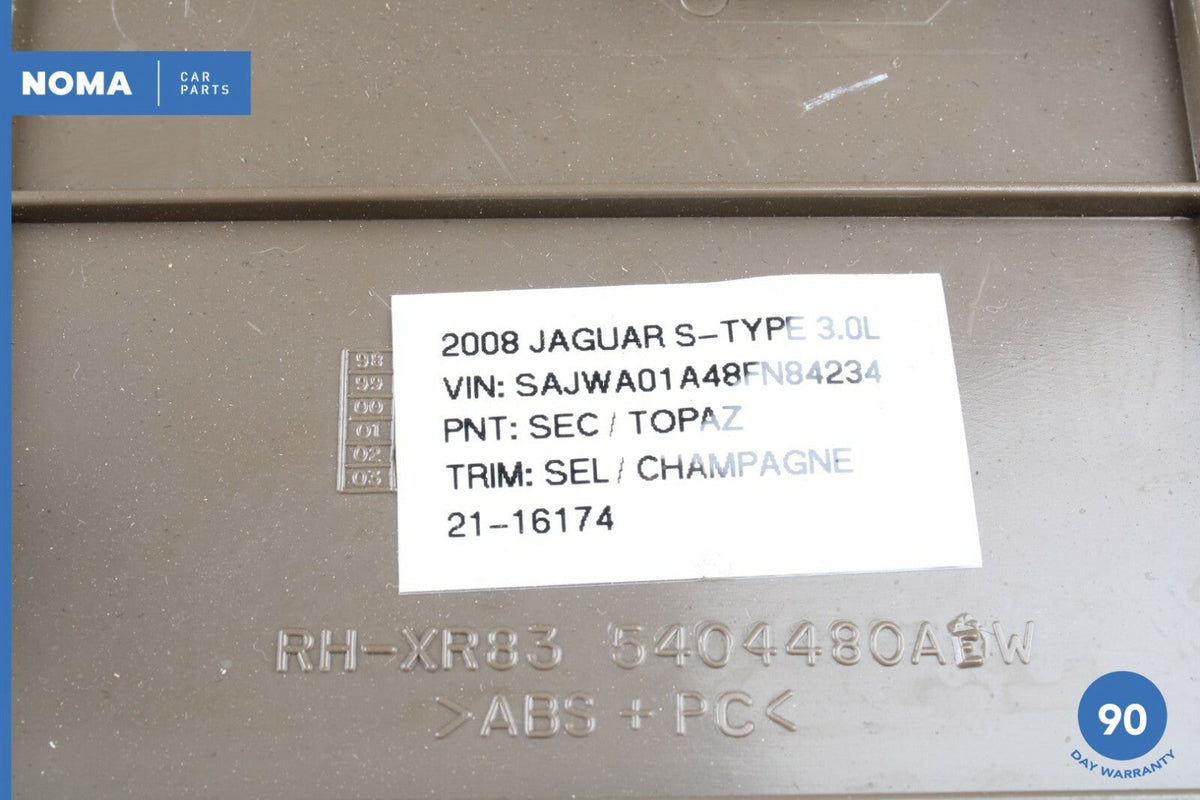 NOMA
CAR
PARTS
2008 JAGUAR S-TYPE 3.0L
98
99
00
01
02
03
VIN: SAJWA01A48FN84234
PNT: SEC / TOPAZ
TRIM: SEL / CHAMPAGNE
21-16174
RH-XR83
>ABS + PC<
90
DAY WARRANTY